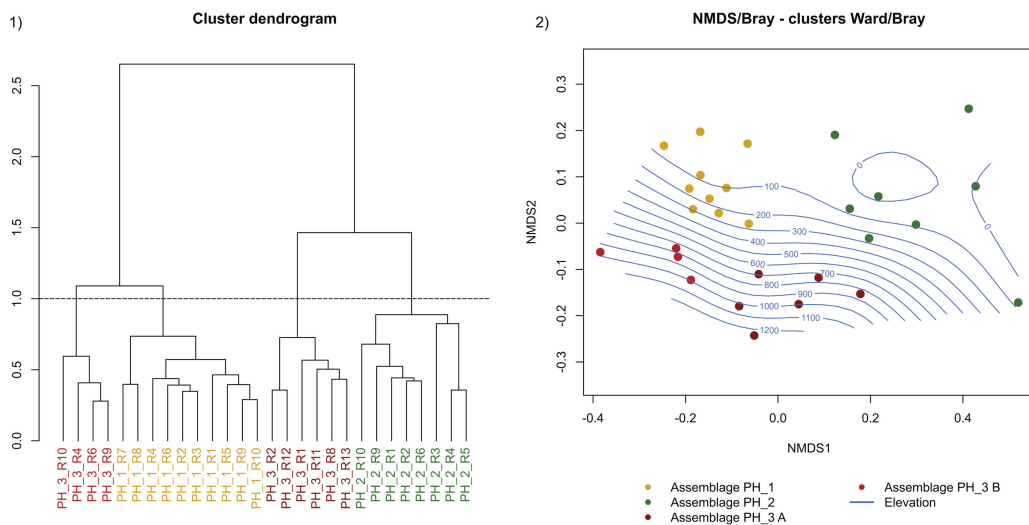 1)
Cluster dendrogram
2.5
2.0
1.5
1.0
0.5
0.0
PH_3_R10
PH_3_R4
PH_3_R6
PH_3_R9
PH_1_R7
PH_1_R8
PH_1_R4
PH_1_R6
PH_1_R2
PH_1_R3
PH_1_R1
PH_1_R5
PH_1_R9
PH_1_R10
PH_3_R2
PH_3_R12
PH_3_R1
PH_3_R11
PH_3_R8
PH_3_R13
PH_2_R10
PH_2_R9
PH_2_R1
PH_2_R2
PH_2_R6
PH_2_R3
PH_2_R4
PH_2_R5
2)
NMDS/Bray - clusters Ward/Bray
NMDS2
0.3
0.2
0.1
0.0
-0.1
-0.2
-0.3
0
0
100
200
300
400
500
600
700
800
900
1000
1100
1200
-0.4
-0.2
0.0
0.2
0.4
NMDS1
Assemblage PH_1
Assemblage PH_2
Assemblage PH_3 A
Assemblage PH_3 B
Elevation